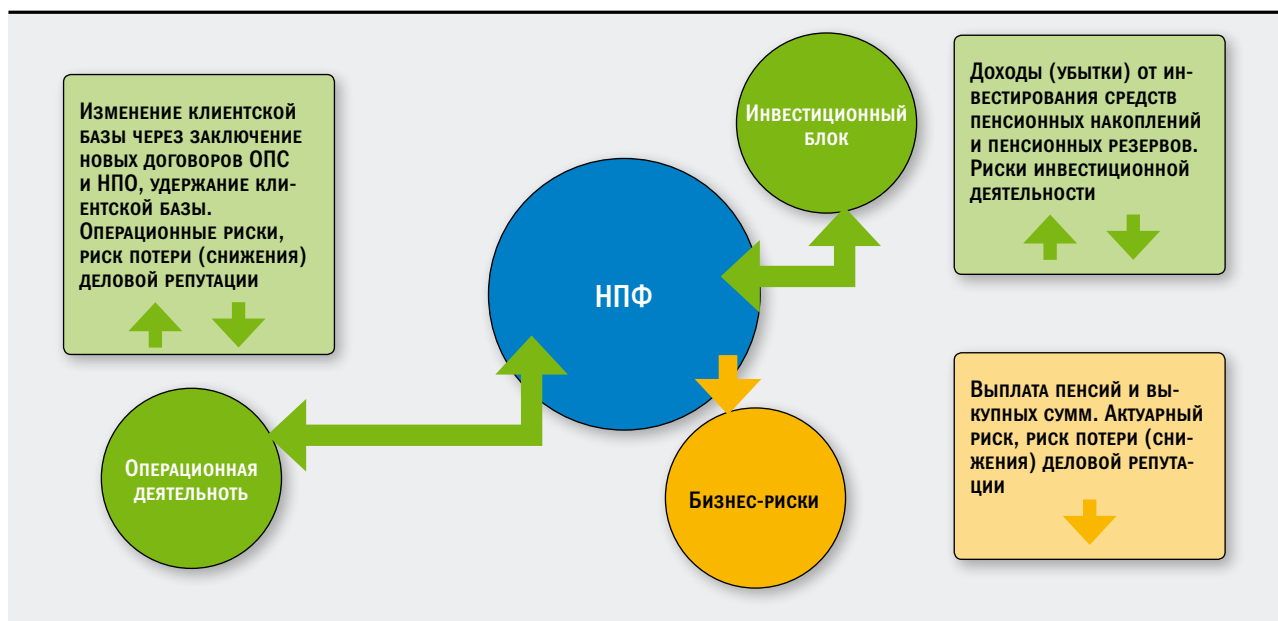 Изменение клиентской
базы через заключение
новых договоров ОПС
и НПО, удержание кли-
ентской базы.
Операционные риски,
риск потери (снижения)
деловой репутации
Инвестиционный
блок
Доходы (убытки) от ин-
вестирования средств
пенсионных накоплений
и пенсионных резервов.
Риски инвестиционной
деятельности
НПФ
Операционная
деятельноть
Бизнес-риски
Выплата пенсий и вы-
купных сумм. Актуарный
риск, риск потери (сни-
жения) деловой репута-
ции